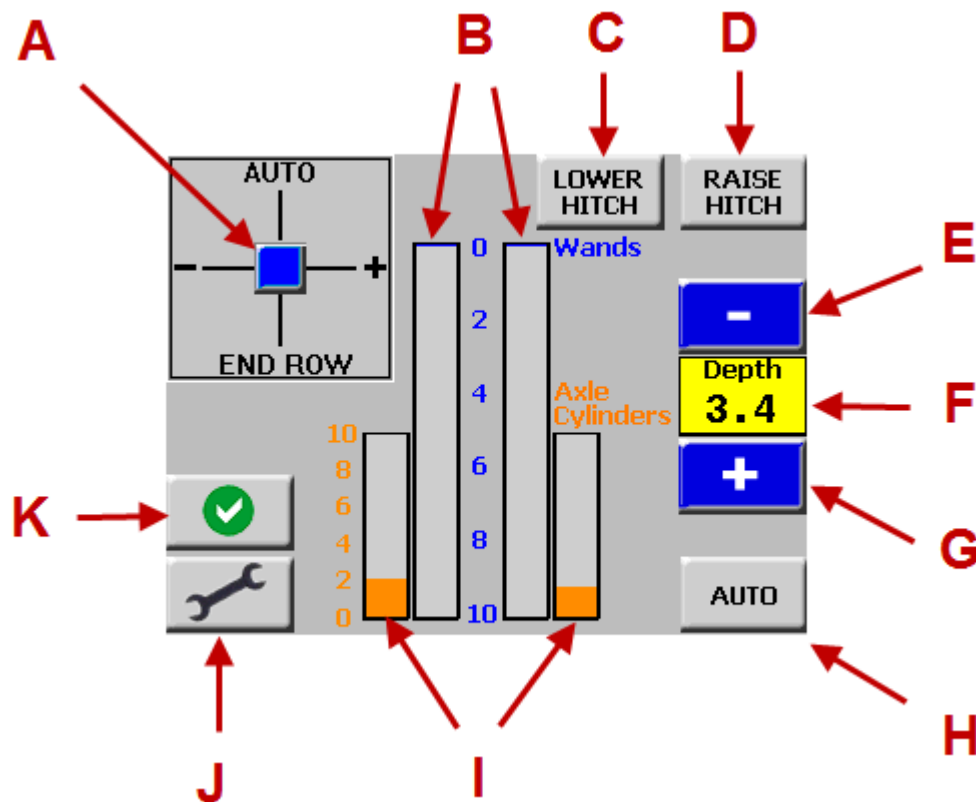 A
B
C
D
AUTO
- +
END ROW
LOWER
HITCH
RAISE
HITCH
0 Wands
2
4
6
8
10
Axle
Cylinders
10
8
6
4
2
0
-
Depth
3.4
+
AUTO
E
F
G
H
I
J
K